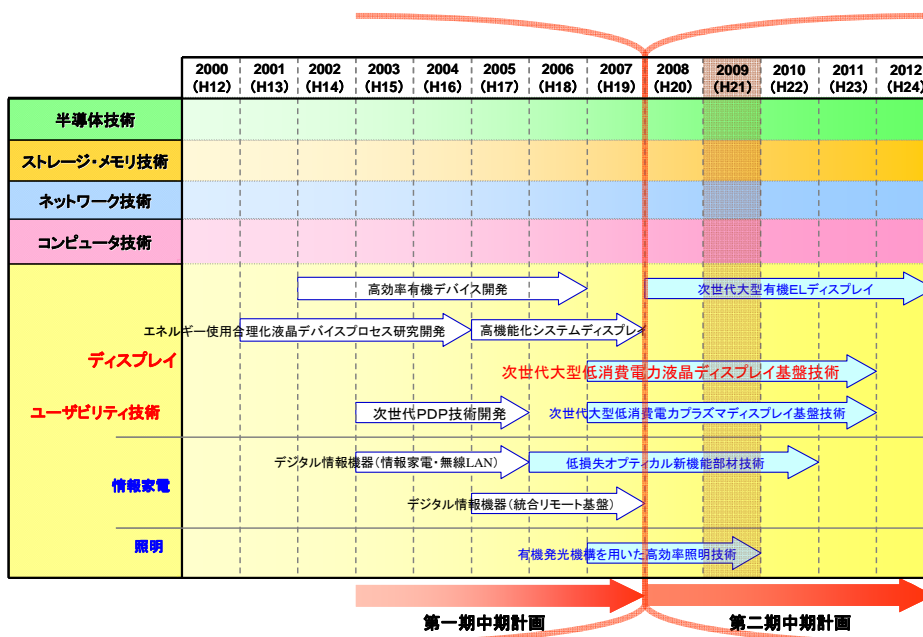 2000 2001 2002 2003 2004 2005 2006 2007 2008 2009 2010 2011 2012
(H12) (H13) (H14) (H15) (H16) (H17) (H18) (H19) (H20) (H21) (H22) (H23) (H24)
半導体技術
ストレージ・メモリ技術
ネットワーク技術
コンピュータ技術
高効率有機デバイス開発
次世代大型有機ELディスプレイ
エネルギー使用合理化液晶デバイスプロセス研究開発
高機能化システムディスプレイ
ディスプレイ
次世代大型低消費電力液晶ディスプレイ基盤技術
ユーザビリティ技術
次世代PDP技術開発
次世代大型低消費電力プラズマディスプレイ基盤技術
デジタル情報機器(情報家電・無線LAN)
低損失オプティカル新機能部材技術
情報家電
デジタル情報機器(統合リモート基盤)
照明
有機発光機構を用いた高効率照明技術
第一期中期計画
第二期中期計画